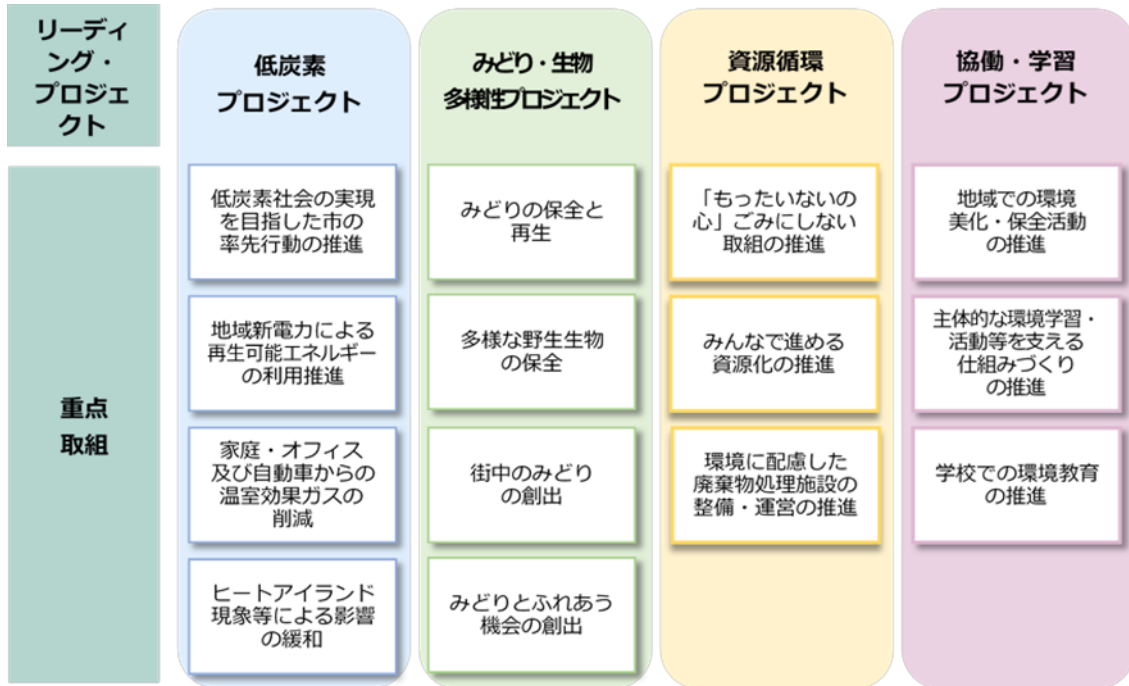 リーディ
ング・
プロジェ
クト
低炭素
プロジェクト
みどり・生物
多様性プロジェクト
資源循環
プロジェクト
協働・学習
プロジェクト
重点
取組
低炭素社会の実現
を目指した市の
率先行動の推進
地域新電力による
再生可能エネルギー
の利用推進
家庭・オフィス
及び自動車からの
温室効果ガスの
削減
ヒートアイランド
現象等による影響
の緩和
みどりの保全と
再生
多様な野生生物
の保全
街中のみどり
の創出
みどりとふれあう
機会の創出
「もったいないの
心」ごみにしない
取組の推進
みんなで進める
資源化の推進
環境に配慮した
廃棄物処理施設の
整備・運営の推進
地域での環境
美化・保全活動
の推進
主体的な環境学習・
活動等を支える
仕組みづくり
の推進
学校での環境教育
の推進